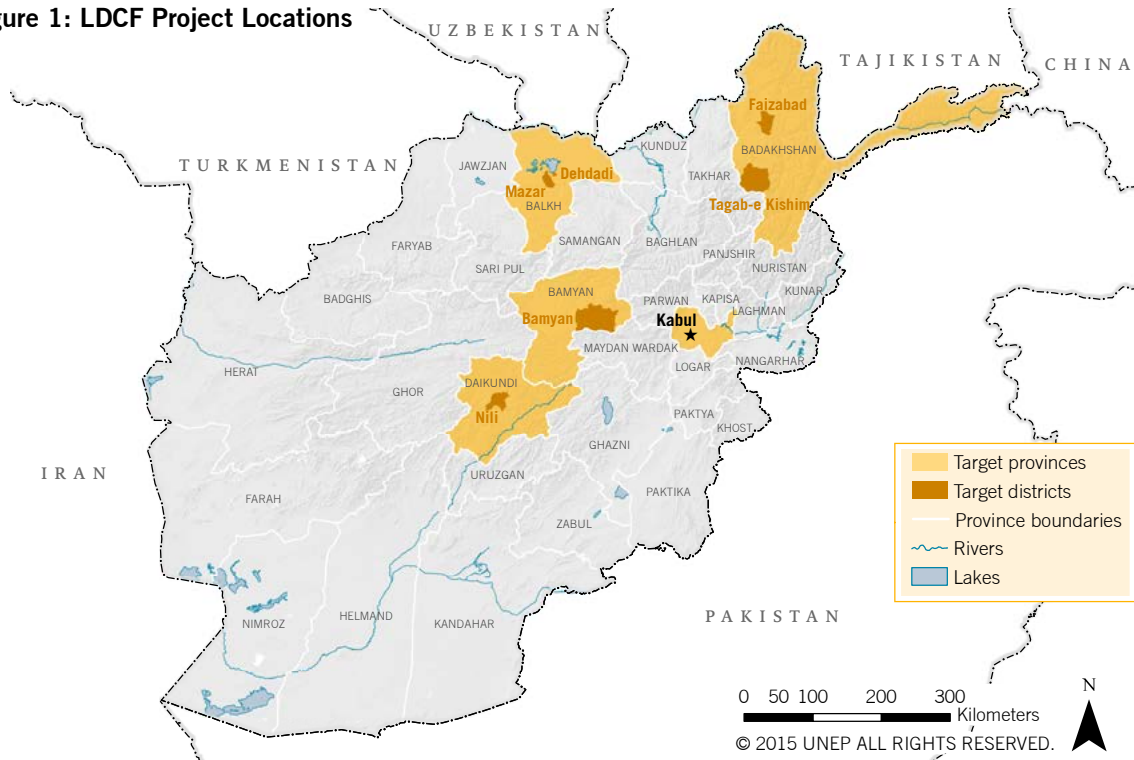 gure 1: LDCF Project Locations
UZBEKISTAN
TAJIKISTAN
CHINA
TURKMENISTAN
Faizabad
KUNDUZ
BADAKHSHAN
JAWZJAN
Dehdadi
TAKHAR
Mazar
BALKH
Tagab-e Kishim
FARYAB
SAMANGAN
BAGHLAN
PANJSHIR
SARI PUL
NURISTAN
BADGHIS
BAMYAN
PARWAN
KAPISA
KUNAR
LAGHMAN
Bamyan
Kabul
MAYDAN WARDAK
NANGARHAR
HERAT
LOGAR
GHOR
DAIKUNDI
Nili
PAKTYA
KHOST
GHAZNI
IRAN
URUZGAN
FARAH
PAKTIKA
ZABUL
Target provinces
Target districts
Province boundaries
Rivers
Lakes
NIMROZ
HELMAND
KANDAHAR
PAKISTAN
0 50 100 200 300
Kilometers
N
© 2015 UNEP ALL RIGHTS RESERVED.